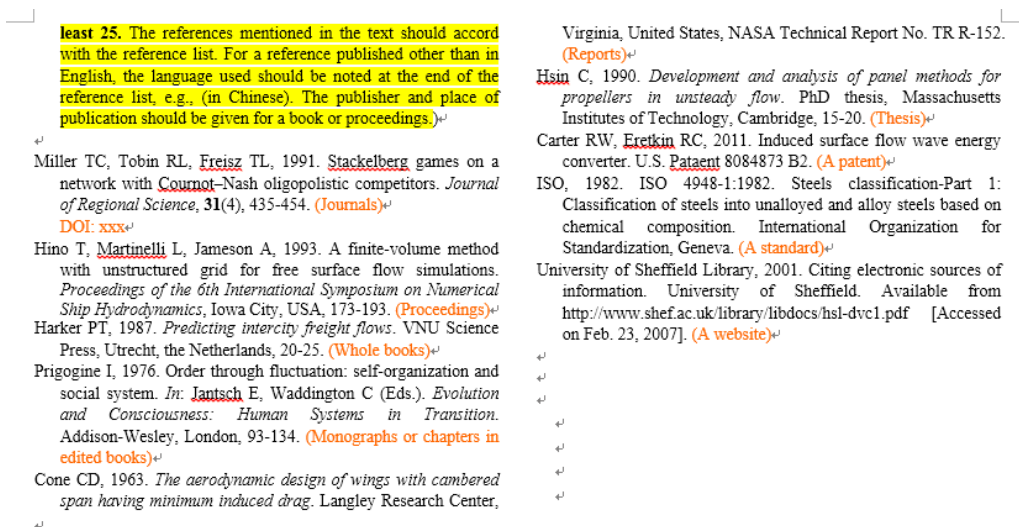 least 25. The references mentioned in the text should accord
with the reference list. For a reference published other than in
English, the language used should be noted at the end of the
reference list, e.g., (in Chinese). The publisher and place of
publication should be given for a book or proceedings.)
Miller TC, Tobin RL, Freisz TL, 1991. Stackelberg games on a
network with Cournot–Nash oligopolistic competitors. Journal
of Regional Science, 31(4), 435-454. (Journals)
DOI: xxx
Hino T, Martinelli L, Jameson A, 1993. A finite-volume method
with unstructured grid for free surface flow simulations.
Proceedings of the 6th International Symposium on Numerical
Ship Hydrodynamics, Iowa City, USA, 173-193. (Proceedings)
Harker PT, 1987. Predicting intercity freight flows. VNU Science
Press, Utrecht, the Netherlands, 20-25. (Whole books)
Prigogine I, 1976. Order through fluctuation: self-organization and
social system. In: Jantsch E, Waddington C (Eds.). Evolution
and Consciousness: Human Systems in Transition.
Addison-Wesley, London, 93-134. (Monographs or chapters in
edited books)
Cone CD, 1963. The aerodynamic design of wings with cambered
span having minimum induced drag. Langley Research Center,
Virginia, United States, NASA Technical Report No. TR R-152.
(Reports)
Hsin C, 1990. Development and analysis of panel methods for
propellers in unsteady flow. PhD thesis, Massachusetts
Institutes of Technology, Cambridge, 15-20. (Thesis)
Carter RW, Eretkin RC, 2011. Induced surface flow wave energy
converter. U.S. Pataent 8084873 B2. (A patent)
ISO, 1982. ISO 4948-1:1982. Steels classification-Part 1:
Classification of steels into unalloyed and alloy steels based on
chemical composition. International Organization for
Standardization, Geneva. (A standard)
University of Sheffield Library, 2001. Citing electronic sources of
information. University of Sheffield. Available from
http://www.shef.ac.uk/library/libdocs/hsl-dvc1.pdf [Accessed
on Feb. 23, 2007]. (A website)